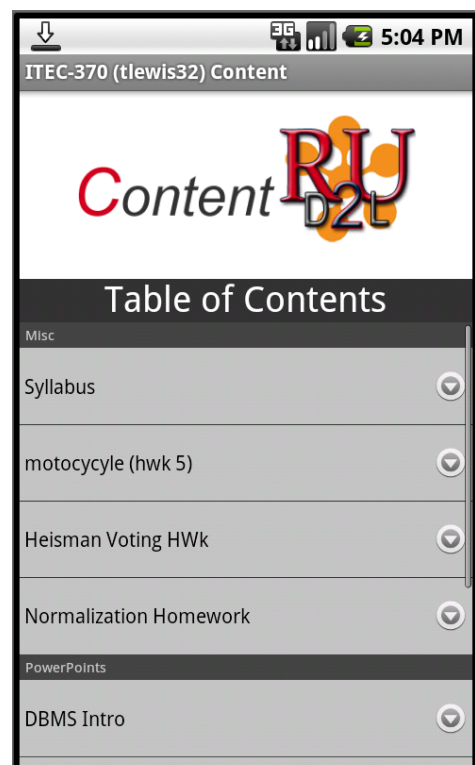 3G 5:04 PM
ITEC-370 (tlewis32) Content
Content RU D2L
Table of Contents
Misc
Syllabus
motocycyle (hwk 5)
Heisman Voting HWk
Normalization Homework
PowerPoints
DBMS Intro